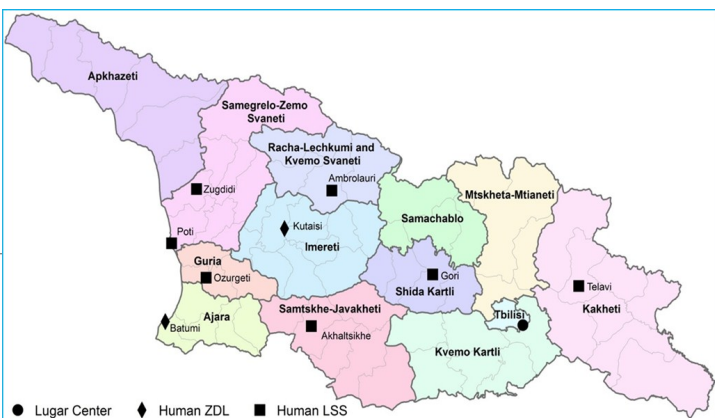 Apkhazeti
Samegrelo-Zemo
Svaneti
Racha-Lechkumi and
Kvemo Svaneti
Ambrolauri
Mtskheta-Mtianeti
Zugdidi
Samachablo
Kutaisi
Poti
Imereti
Guria
Ozurgeti
Gori
Shida Kartli
Telavi
Kakheti
Ajara
Batumi
Samtskhe-Javakheti
Akhaltsikhe
Tbilisi
Kvemo Kartli
Lugar Center
Human ZDL
Human LSS